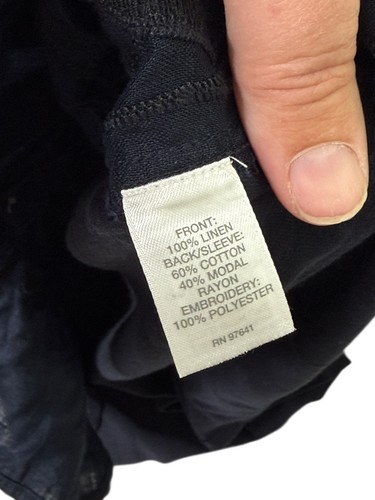 FRONT:
100% LINEN
BACK/SLEEVE:
60% COTTON
40% MODAL
RAYON
EMBROIDERY:
100% POLYESTER
RN 97641